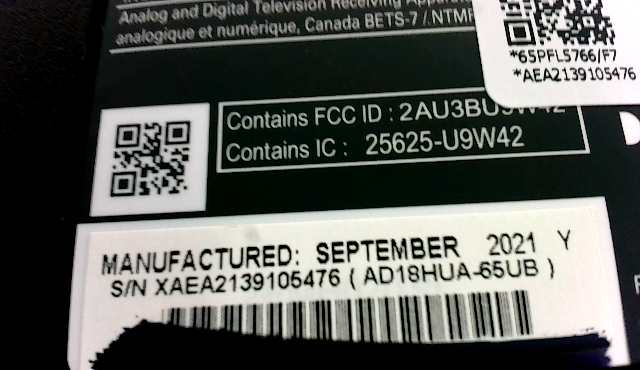 Analog and Digital Television Receiving
analogique et numérique, Canada BETS-7 / NTMR
*65PFL5766/F7
*AEA2139105476
Contains FCC ID : 2AU3BU9W42
Contains IC : 25625-U9W42
MANUFACTURED: SEPTEMBER 2021 Y
S/N XAEA2139105476 ( AD18HUA-65UB )